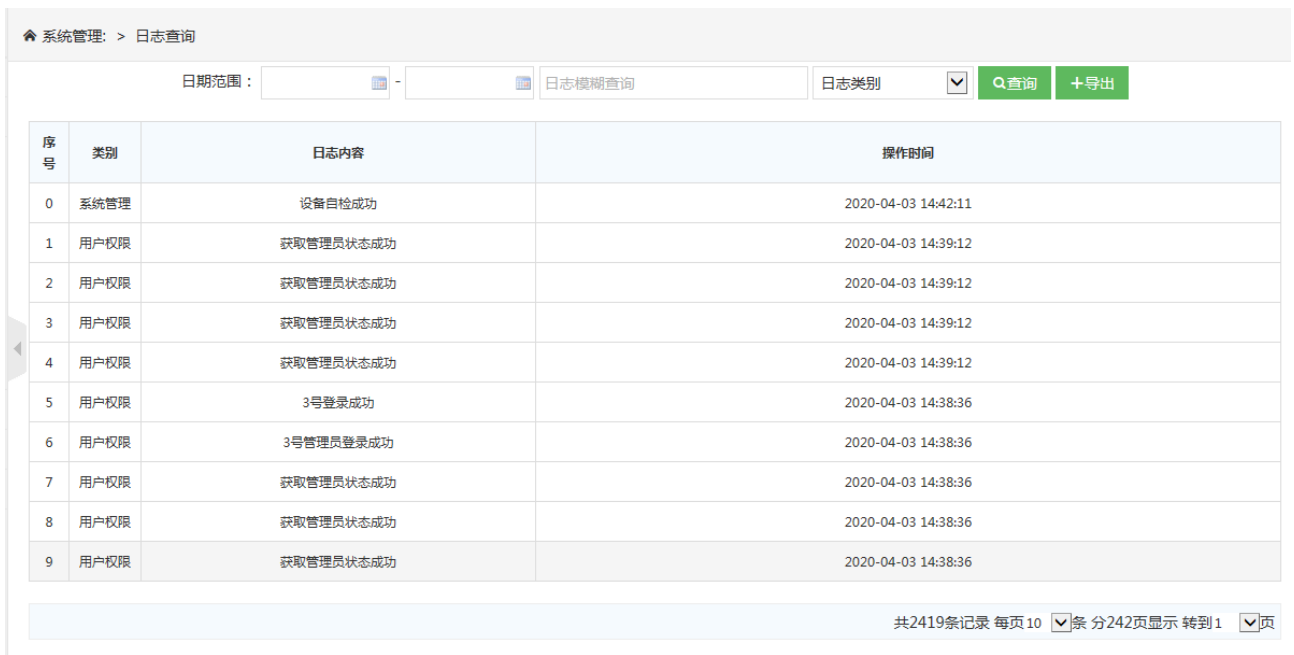 系统管理: > 日志查询
日期范围： - 日志模糊查询 日志类别 查询 +导出
序号 类别 日志内容 操作时间
0 系统管理 设备自检成功 2020-04-03 14:42:11
1 用户权限 获取管理员状态成功 2020-04-03 14:39:12
2 用户权限 获取管理员状态成功 2020-04-03 14:39:12
3 用户权限 获取管理员状态成功 2020-04-03 14:39:12
4 用户权限 获取管理员状态成功 2020-04-03 14:39:12
5 用户权限 3号登录成功 2020-04-03 14:38:36
6 用户权限 3号管理员登录成功 2020-04-03 14:38:36
7 用户权限 获取管理员状态成功 2020-04-03 14:38:36
8 用户权限 获取管理员状态成功 2020-04-03 14:38:36
9 用户权限 获取管理员状态成功 2020-04-03 14:38:36
共2419条记录 每页10 条 分242页显示 转到1 页